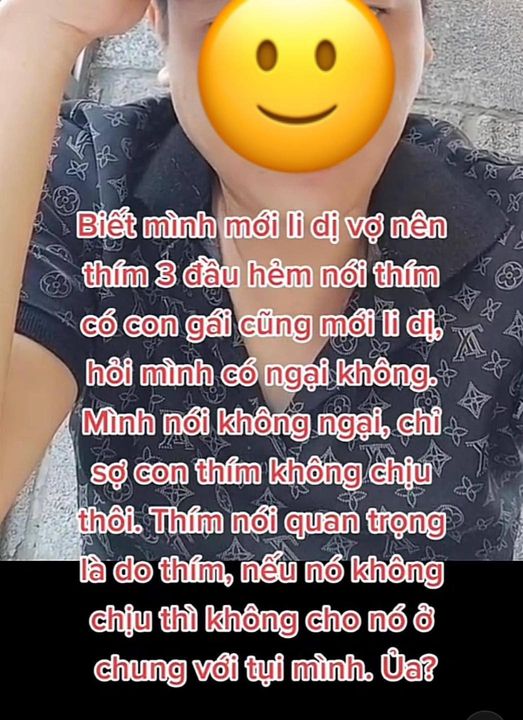 Biết mình mới li dị vợ nên
thím 3 đầu hẻm nói thím
có con gái cũng mới li dị,
hỏi mình có ngại không.
Mình nói không ngại, chỉ
sợ con thím không chịu
thôi. Thím nói quan trọng
là do thím, nếu nó không
chịu thì không cho nó ở
chung với tụi mình. Ủa?